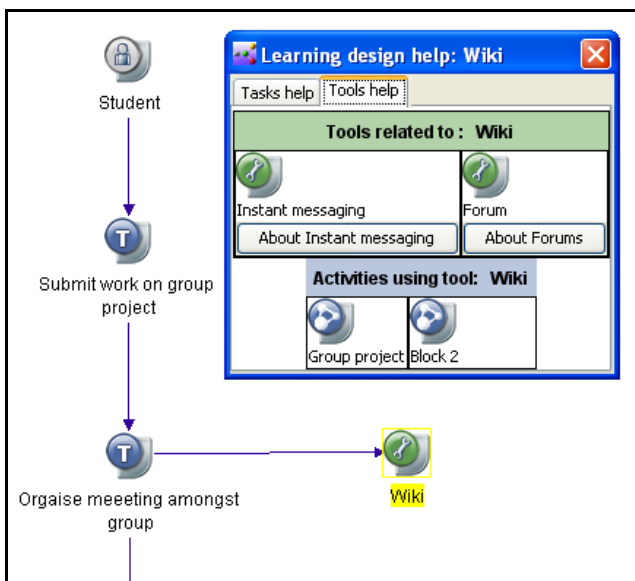 Student
Submit work on group
project
Orgaise meeeting amongst
group
Wiki
Learning design help: Wiki
Tasks help
Tools help
Tools related to : Wiki
Instant messaging
Forum
About Instant messaging
About Forums
Activities using tool: Wiki
Group project
Block 2
T
T